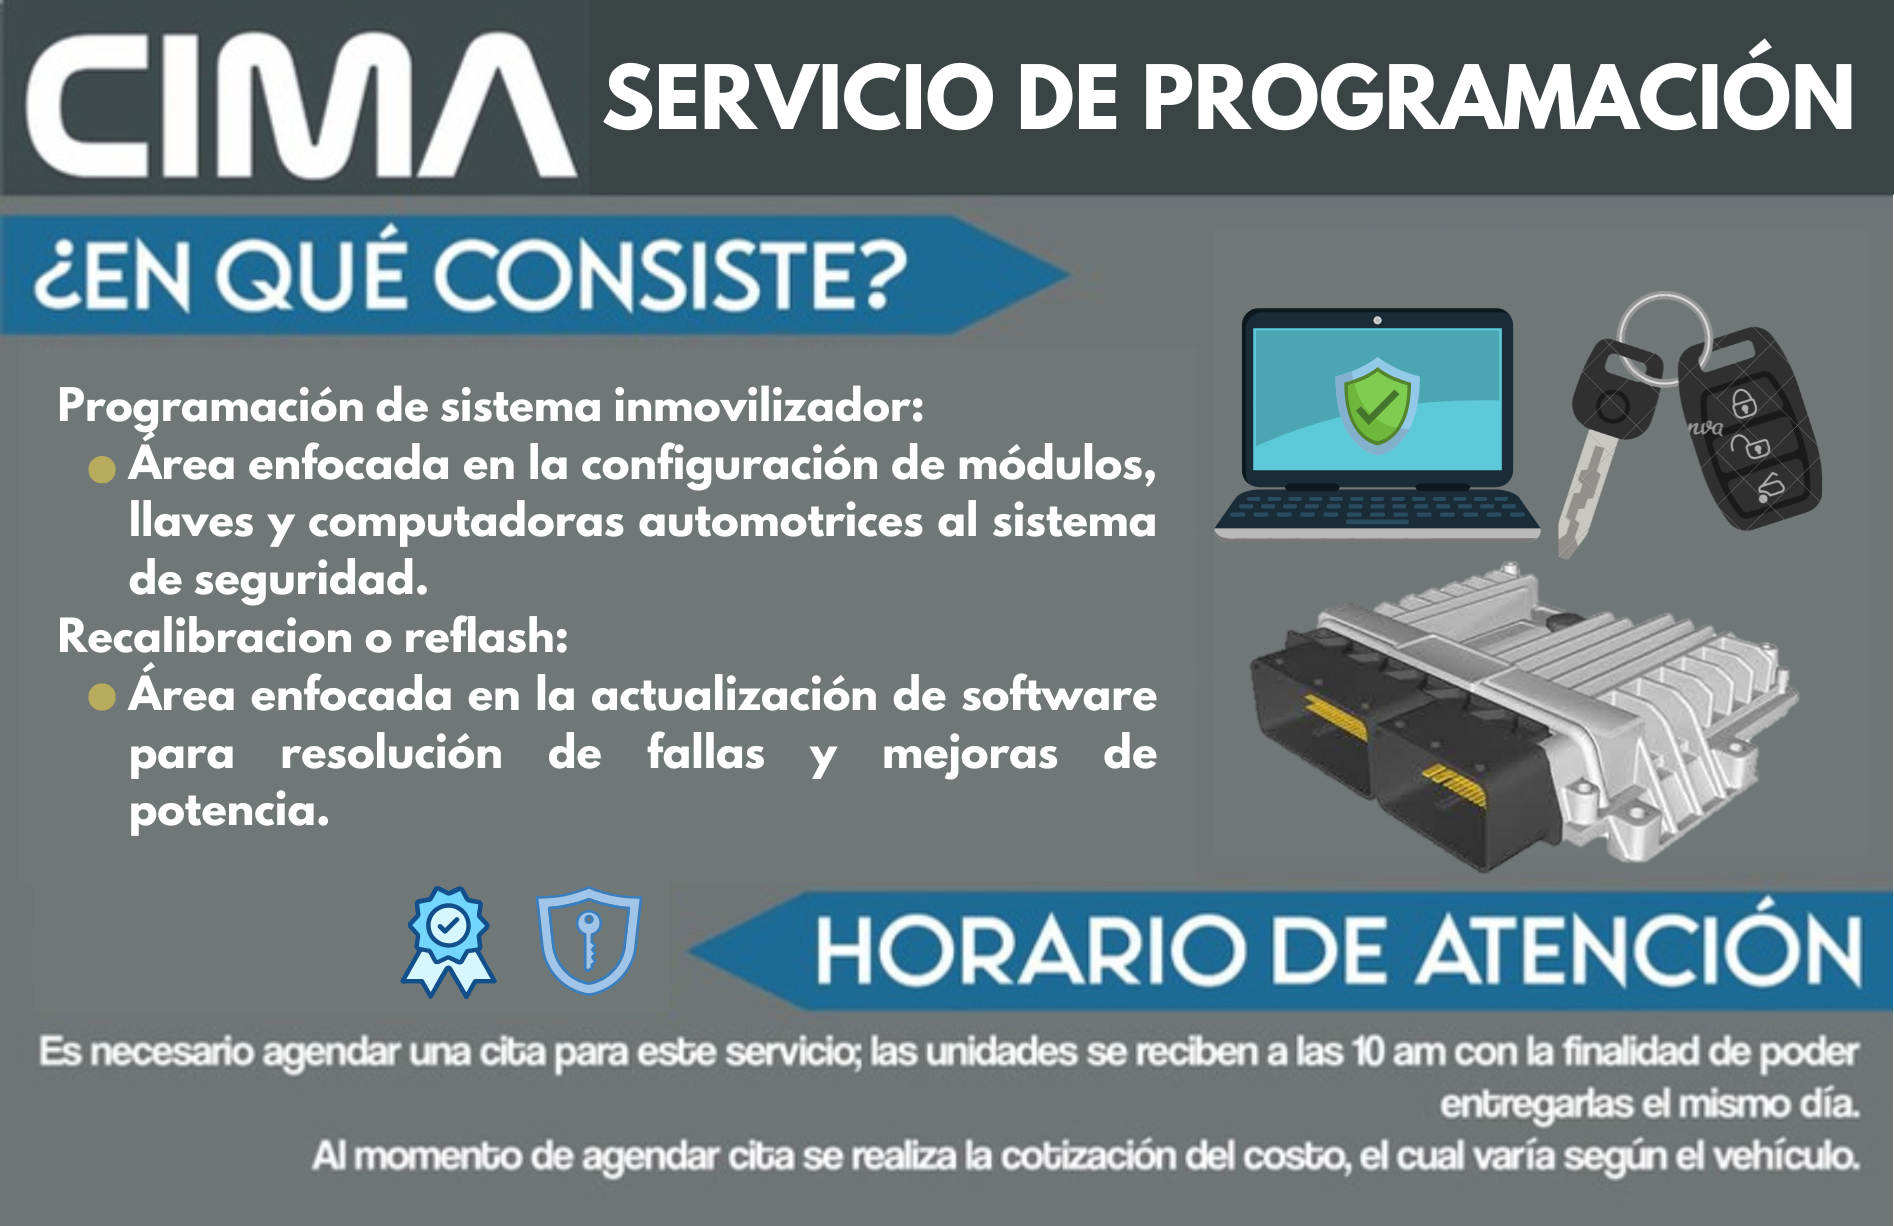 CIMA SERVICIO DE PROGRAMACIÓN
¿EN QUÉ CONSISTE?
Programación de sistema inmovilizador:
Área enfocada en la configuración de módulos,
llaves y computadoras automotrices al sistema
de seguridad.
Recalibracion o reflash:
Área enfocada en la actualización de software
para resolución de fallas y mejoras de
potencia.
nva
HORARIO DE ATENCIÓN
Es necesario agendar una cita para este servicio; las unidades se reciben a las 10 am con la finalidad de poder
entregarlas el mismo día.
Al momento de agendar cita se realiza la cotización del costo, el cual varía según el vehículo.